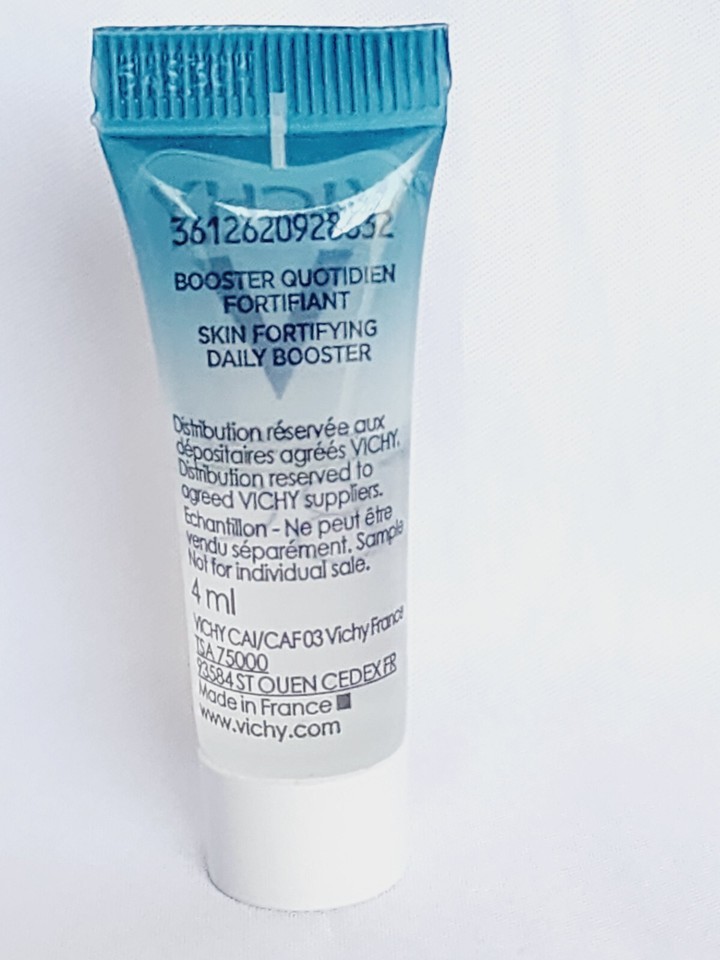 BOOSTER QUOTIDIEN
FORTIFIANT
SKIN FORTIFYING
DAILY BOOSTER
Distribution réservée aux
dépositaires agréés VICHY.
Distribution reserved to
agreed VICHY suppliers.
Echantillon - Ne peut être
vendu séparément. Sample
Not for individual sale.
4 ml
VICHY CAI/CAF 03 Vichy France
TSA 75000
93584 ST OUEN CEDEX FR
Made in France
www.vichy.com